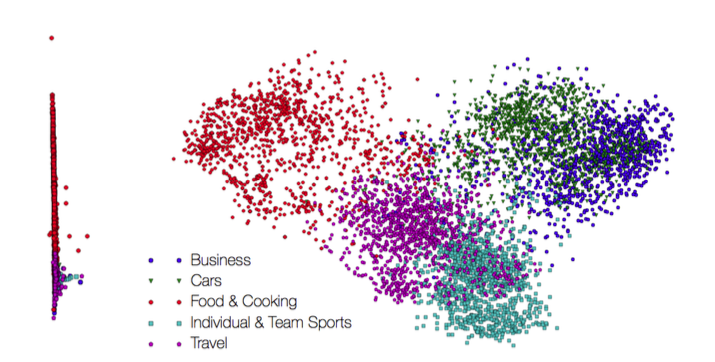 Business
Cars
Food & Cooking
Individual & Team Sports
Travel